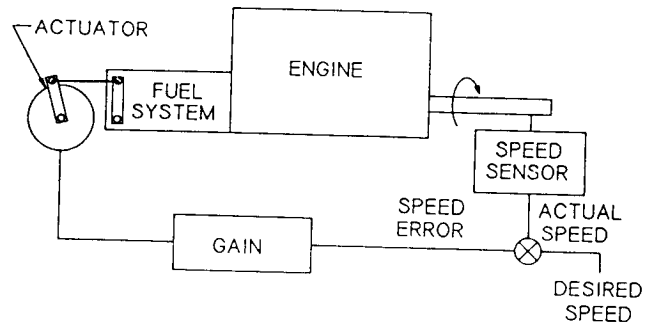 ACTUATOR
ENGINE
FUEL
SYSTEM
SPEED
SENSOR
SPEED
ERROR
ACTUAL
SPEED
GAIN
DESIRED
SPEED